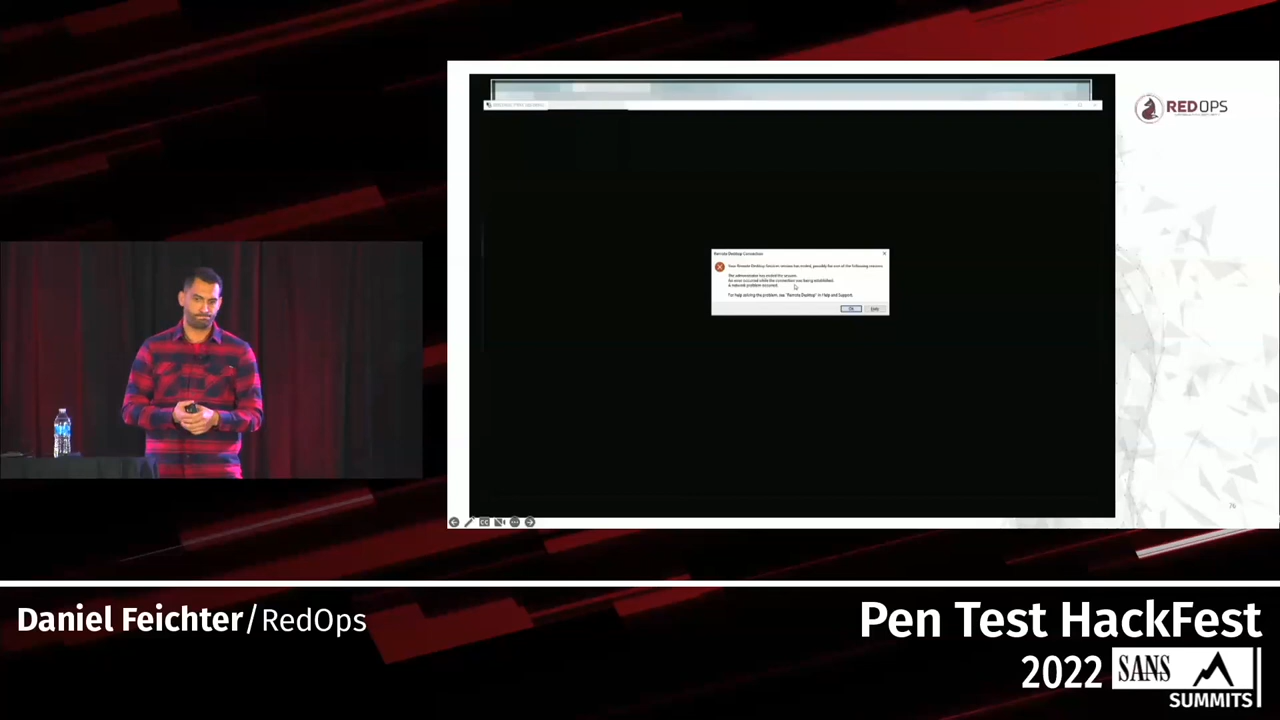 REDOPS
Remote Desktop Connection
Your Remote Desktop Services session has ended, possibly for one of the following reasons:
The administrator has ended the session.
An error occurred while the connection was being established.
A network problem occurred.
For help solving the problem, see "Remote Desktop" in Help and Support.
OK
Help
76
Daniel Feichter/RedOps
Pen Test HackFest
2022 SANS
SUMMITS